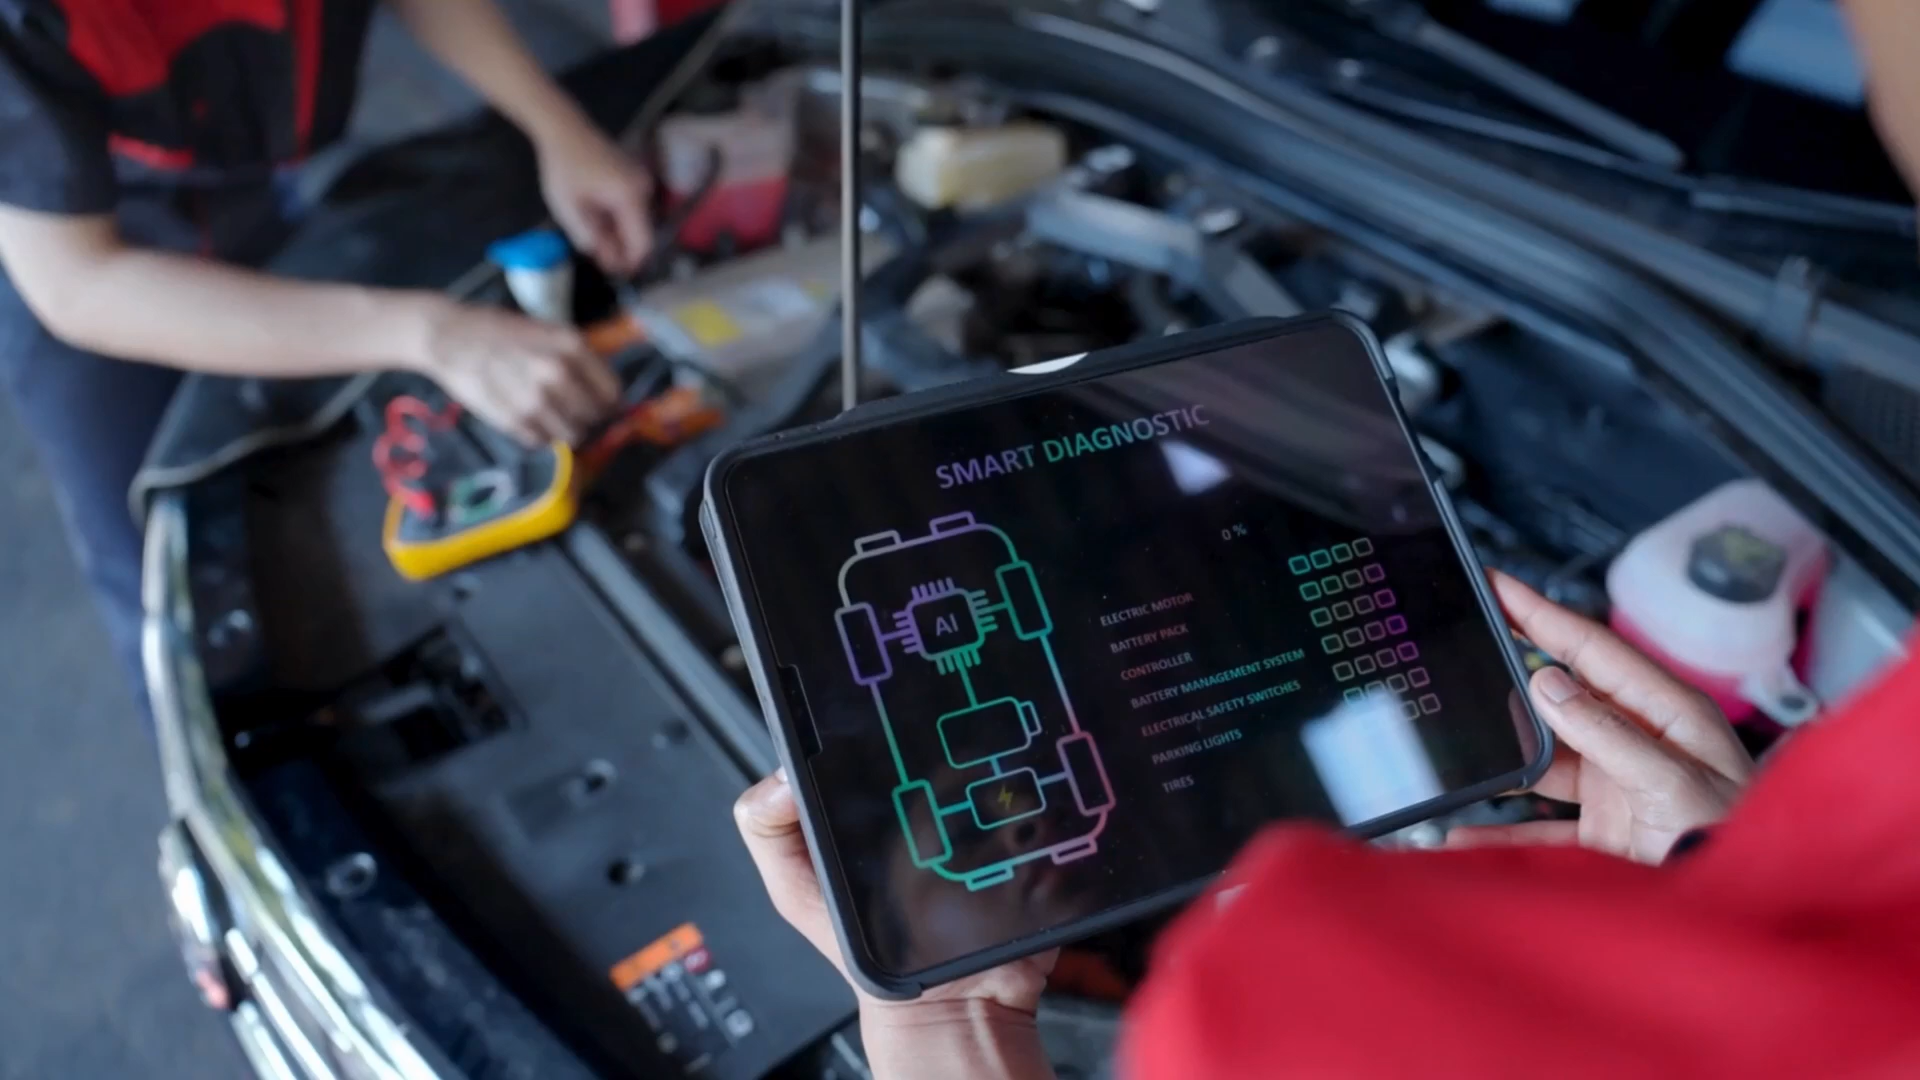 SMART DIAGNOSTIC
0 %
AI
ELECTRIC MOTOR
BATTERY PACK
CONTROLLER
BATTERY MANAGEMENT SYSTEM
ELECTRICAL SAFETY SWITCHES
PARKING LIGHTS
TIRES